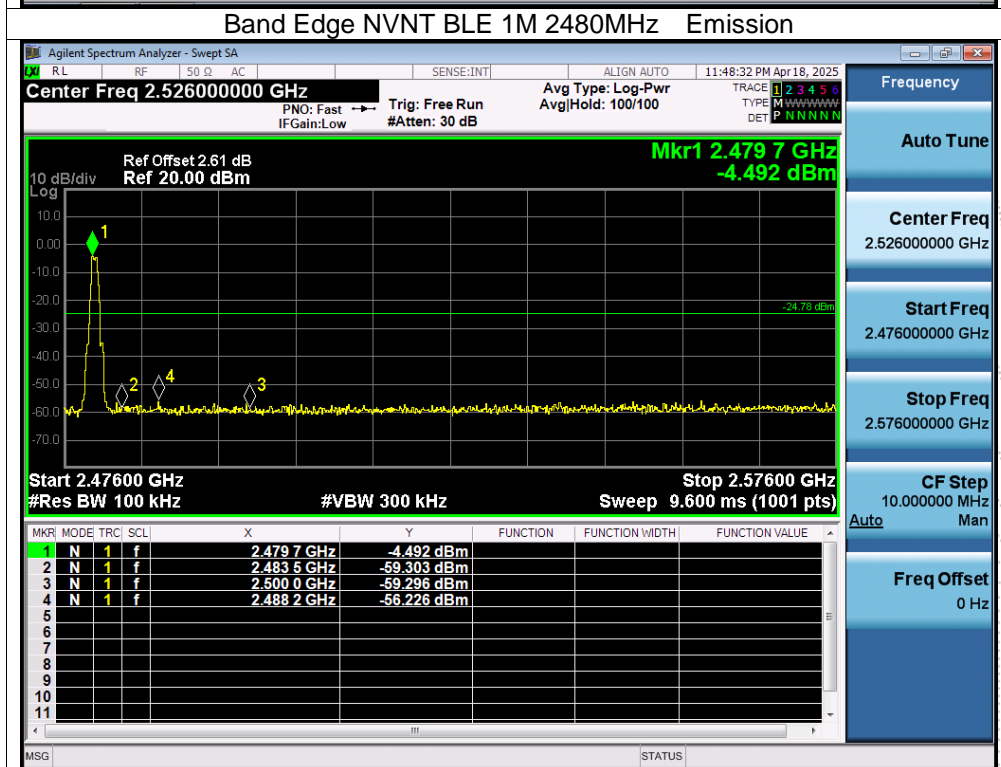 Band Edge NVNT BLE 1M 2480MHz Emission
Agilent Spectrum Analyzer - Swept SA
LXI RL RF 50 Ω AC SENSE:INT ALIGN AUTO 11:48:32 PM Apr 18, 2025
Center Freq 2.526000000 GHz
PNO: Fast
IFGain:Low
Trig: Free Run
#Atten: 30 dB
Avg Type: Log-Pwr
Avg|Hold: 100/100
TRACE 1 2 3 4 5 6
TYPE M WWWWW
DET P N N N N N
Ref Offset 2.61 dB
10 dB/div Ref 20.00 dBm
Log
Mkr1 2.479 7 GHz
-4.492 dBm
10.0
0.00
-10.0
-20.0
-30.0
-40.0
-50.0
-60.0
-70.0
1
2
4
3
-24.78 dBm
Start 2.47600 GHz Stop 2.57600 GHz
#Res BW 100 kHz #VBW 300 kHz Sweep 9.600 ms (1001 pts)
MKR MODE TRC SCL X Y FUNCTION FUNCTION WIDTH FUNCTION VALUE
1 N 1 f 2.479 7 GHz -4.492 dBm
2 N 1 f 2.483 5 GHz -59.303 dBm
3 N 1 f 2.500 0 GHz -59.296 dBm
4 N 1 f 2.488 2 GHz -56.226 dBm
5
6
7
8
9
10
11
MSG STATUS
Frequency
Auto Tune
Center Freq
2.526000000 GHz
Start Freq
2.476000000 GHz
Stop Freq
2.576000000 GHz
CF Step
10.000000 MHz
Auto Man
Freq Offset
0 Hz